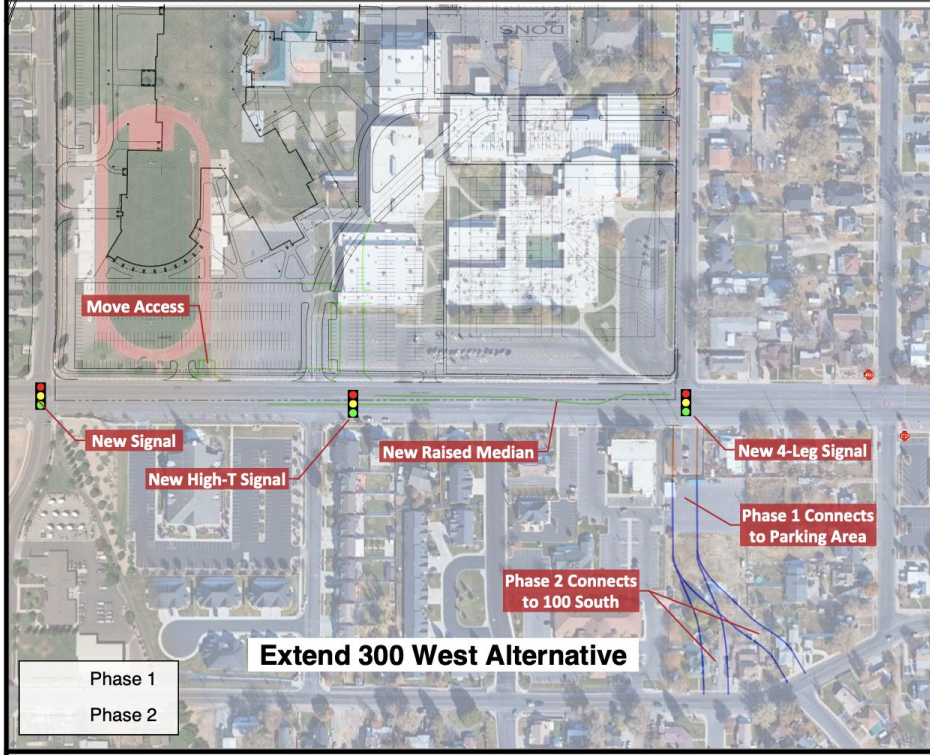 DONS
Move Access
New Signal
New High-T Signal
New Raised Median
New 4-Leg Signal
Phase 1 Connects
to Parking Area
Phase 2 Connects
to 100 South
Extend 300 West Alternative
Phase 1
Phase 2